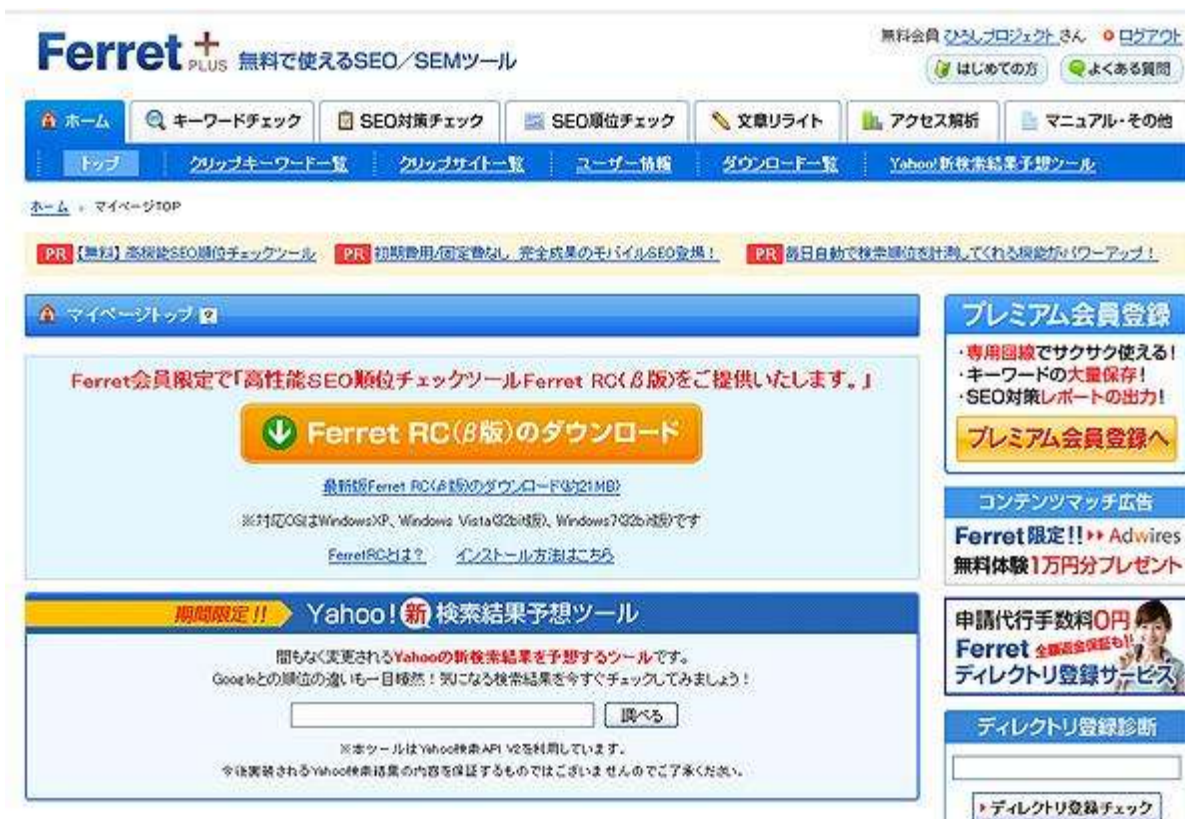 Ferret+ PLUS 無料で使えるSEO/SEMツール
無料会員 ひろしプロジェクト さん ログアウト
はじめての方 よくある質問
ホーム キーワードチェック SEO対策チェック SEO順位チェック 文章リライト アクセス解析 マニュアル・その他
トップ クリップキーワード一覧 クリップサイト一覧 ユーザー情報 ダウンロード一覧 Yahoo!新検索結果予想ツール
ホーム » マイページTOP
PR 【無料】高機能SEO順位チェックツール PR 初期費用/固定費なし、完全成果のモバイルSEO登場! PR 毎日自動で検索順位を計測してくれる機能がパワーアップ!
マイページトップ ?
Ferret会員限定で「高性能SEO順位チェックツールFerret RC(β版)をご提供いたします。」
Ferret RC(β版)のダウンロード
最新版Ferret RC(β版)のダウンロード(約21MB)
※対応OSはWindowsXP、Windows Vista(32bit版)、Windows7(32bit版)です
FerretRCとは? インストール方法はこちら
期間限定!! Yahoo!新検索結果予想ツール
間もなく変更されるYahooの新検索結果を予想するツールです。
Googleとの順位の違いも一目瞭然!気になる検索結果を今すぐチェックしてみましょう!
調べる
※本ツールはYahoo検索API V2を利用しています。
今後実装されるYahoo検索結果の内容を保証するものではございませんのでご了承ください。
プレミアム会員登録
・専用回線でサクサク使える!
・キーワードの大量保存!
・SEO対策レポートの出力!
プレミアム会員登録へ
コンテンツマッチ広告
Ferret限定!! Adwires
無料体験1万円分プレゼント
申請代行手数料0円
Ferret 全額返金保証も!!
ディレクトリ登録サービス
ディレクトリ登録診断
ディレクトリ登録チェック